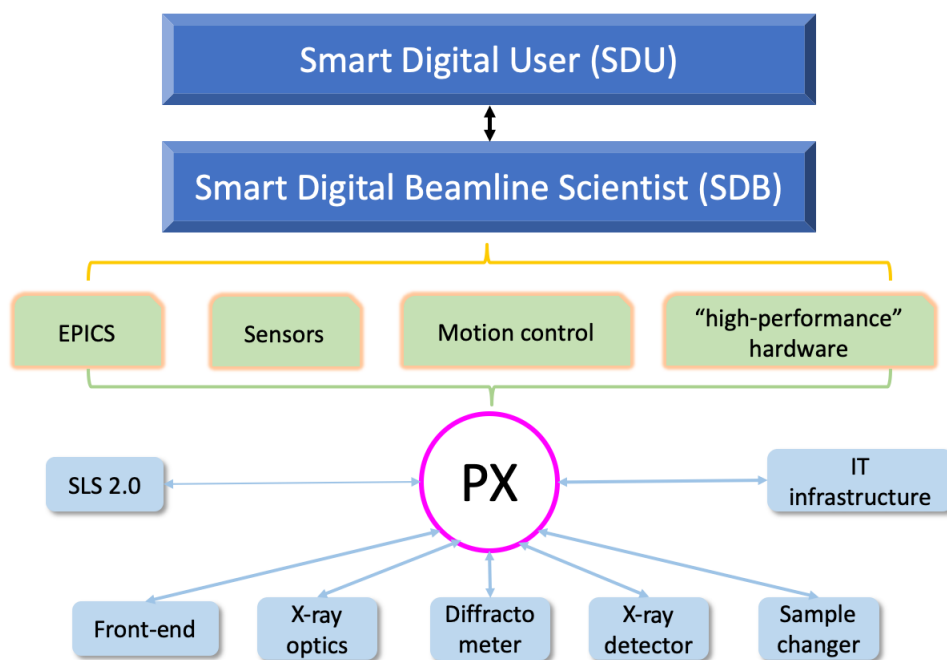 Smart Digital User (SDU)
Smart Digital Beamline Scientist (SDB)
EPICS
Sensors
Motion control
“high-performance”
hardware
SLS 2.0
PX
IT
infrastructure
Front-end
X-ray
optics
Diffracto
meter
X-ray
detector
Sample
changer